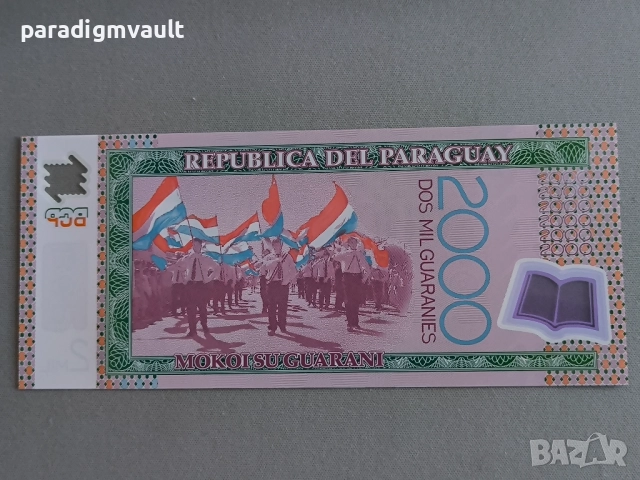 paradigmvault
REPUBLICA DEL PARAGUAY
2000
DOS MIL GUARANIES
BCP
MOKOI SU GUARANI
BAZAR